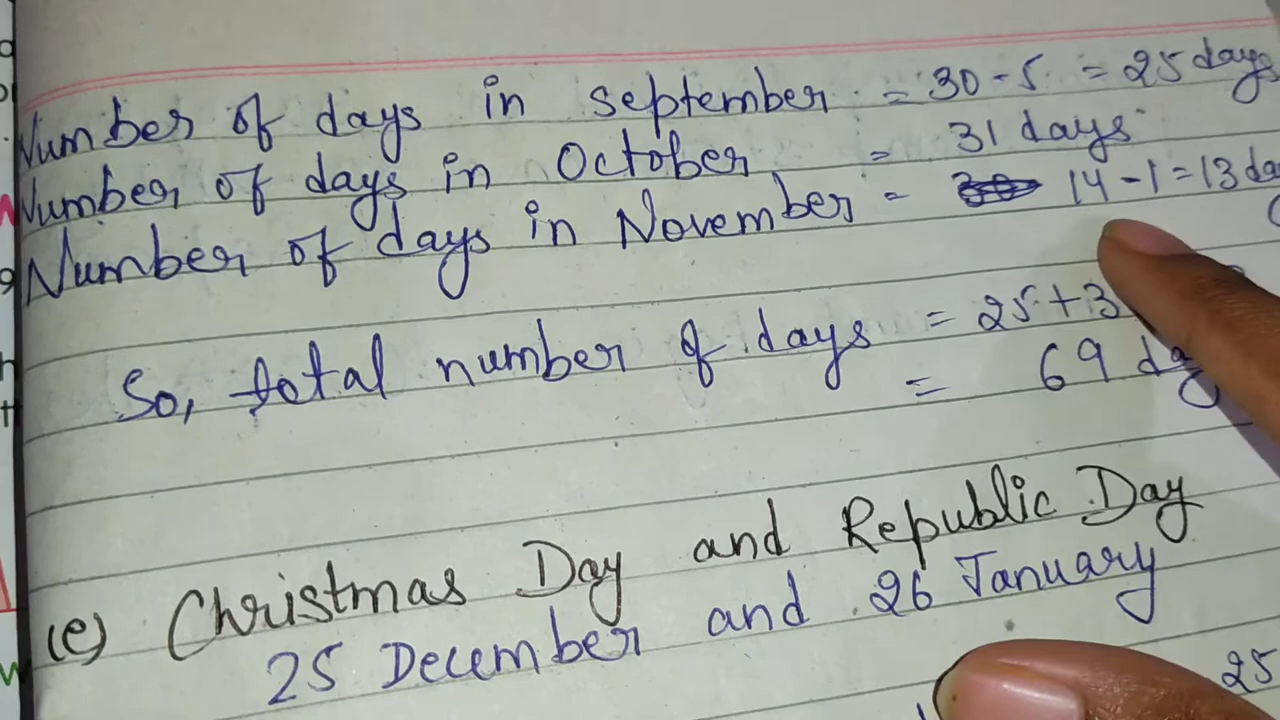 Number of days in september = 30 - 5 = 25 days
Number of days in October = 31 days
Number of days in November = 14 - 1 = 13 da
So, total number of days = 25 + 3
= 69 day
(e) Christmas Day and Republic Day
25 December and 26 January
25